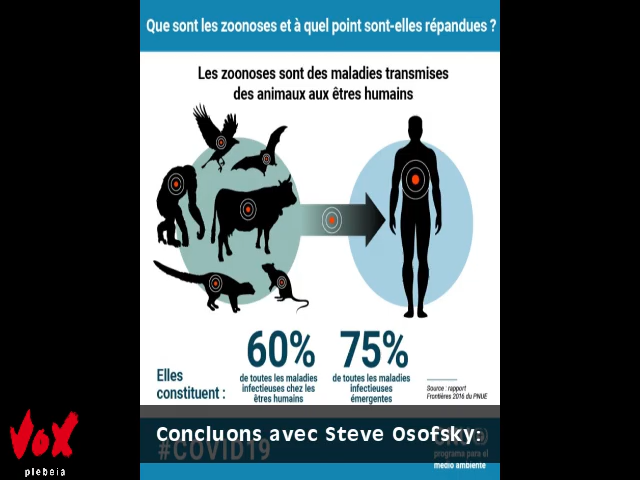 Que sont les zoonoses et à quel point sont-elles répandues ?
Les zoonoses sont des maladies transmises
des animaux aux êtres humains
Elles
constituent :
60%
de toutes les maladies
infectieuses chez les
êtres humains
75%
de toutes les maladies
infectieuses
émergentes
Source : rapport
Frontières 2016 du PNUE
Concluons avec Steve Osofsky:
#COVID19
programa para el
medio ambiente
Vox
plebeia